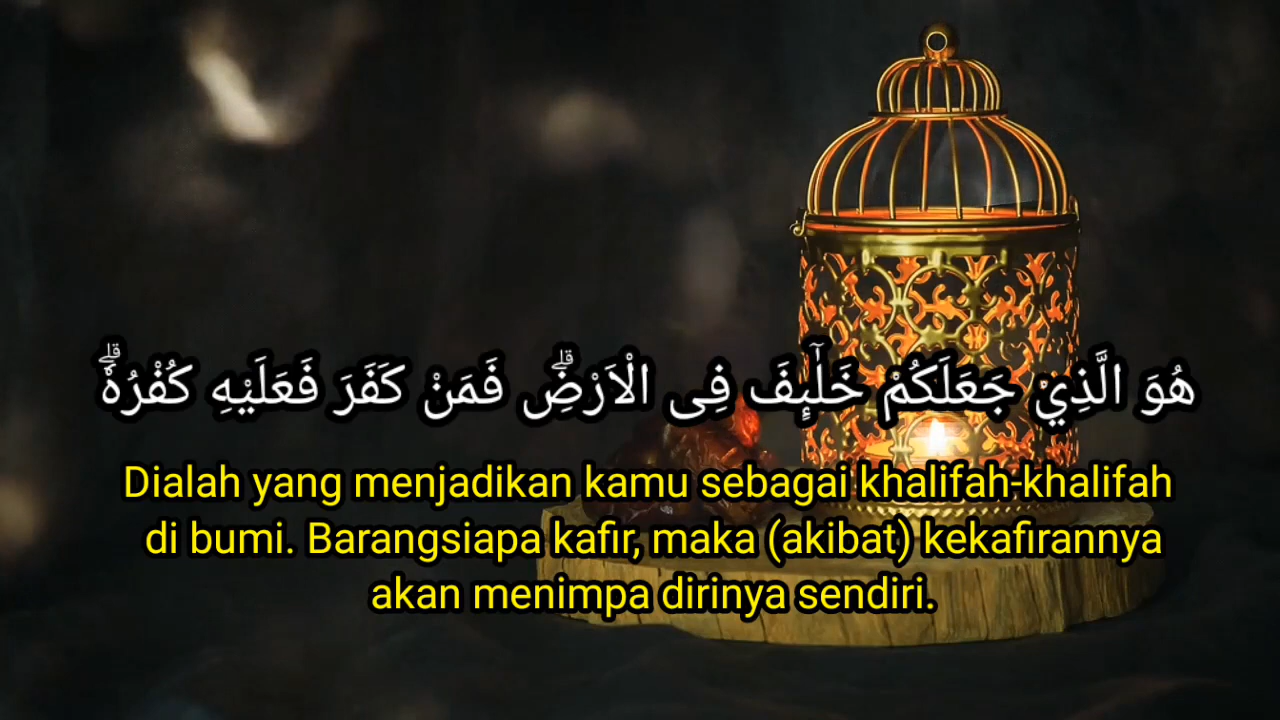 هُوَ الَّذِيْ جَعَلَكُمْ خَلٰۤىِٕفَ فِى الْاَرْضِۗ فَمَنْ كَفَرَ فَعَلَيْهِ كُفْرُهٗۗ
Dialah yang menjadikan kamu sebagai khalifah-khalifah
di bumi. Barangsiapa kafir, maka (akibat) kekafirannya
akan menimpa dirinya sendiri.